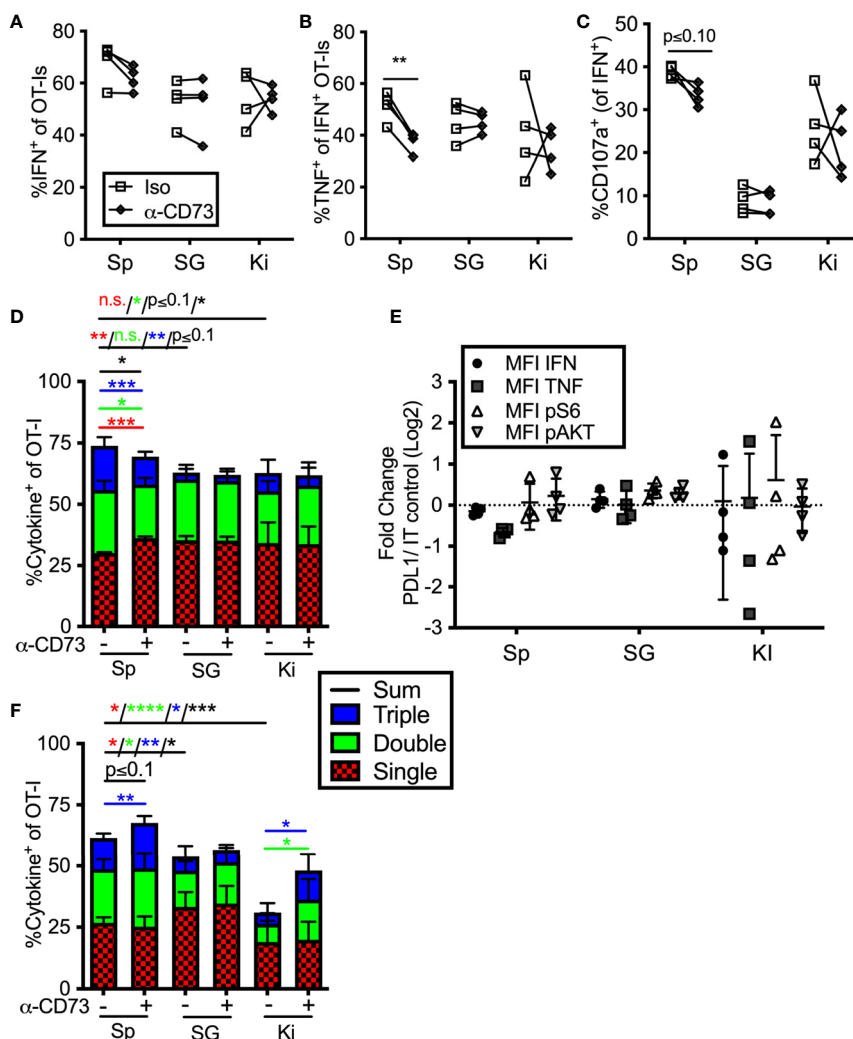 A
%IFN+ of OT-Is
80
60
40
20
0
Iso
α-CD73
Sp
SG
Ki
B
%TNF+ of IFN+ OT-Is
80
60
40
20
0
**
Sp
SG
Ki
C
%CD107a+ (of IFN+)
50
40
30
20
10
0
p≤0.10
Sp
SG
Ki
D
n.s./*/p≤0.1/*
**/n.s./**/p≤0.1
*
***
*
***
%Cytokine+ of OT-I
100
75
50
25
0
α-CD73
- + - + - +
Sp
SG
Ki
E
MFI IFN
MFI TNF
MFI pS6
MFI pAKT
Fold Change
PDL1/ IT control (Log2)
3
2
1
0
-1
-2
-3
Sp
SG
KI
Sum
Triple
Double
Single
F
*/****/*/***
*/*/**/*
p≤0.1
**
*
*
%Cytokine+ of OT-I
100
75
50
25
0
α-CD73
- + - + - +
Sp
SG
Ki